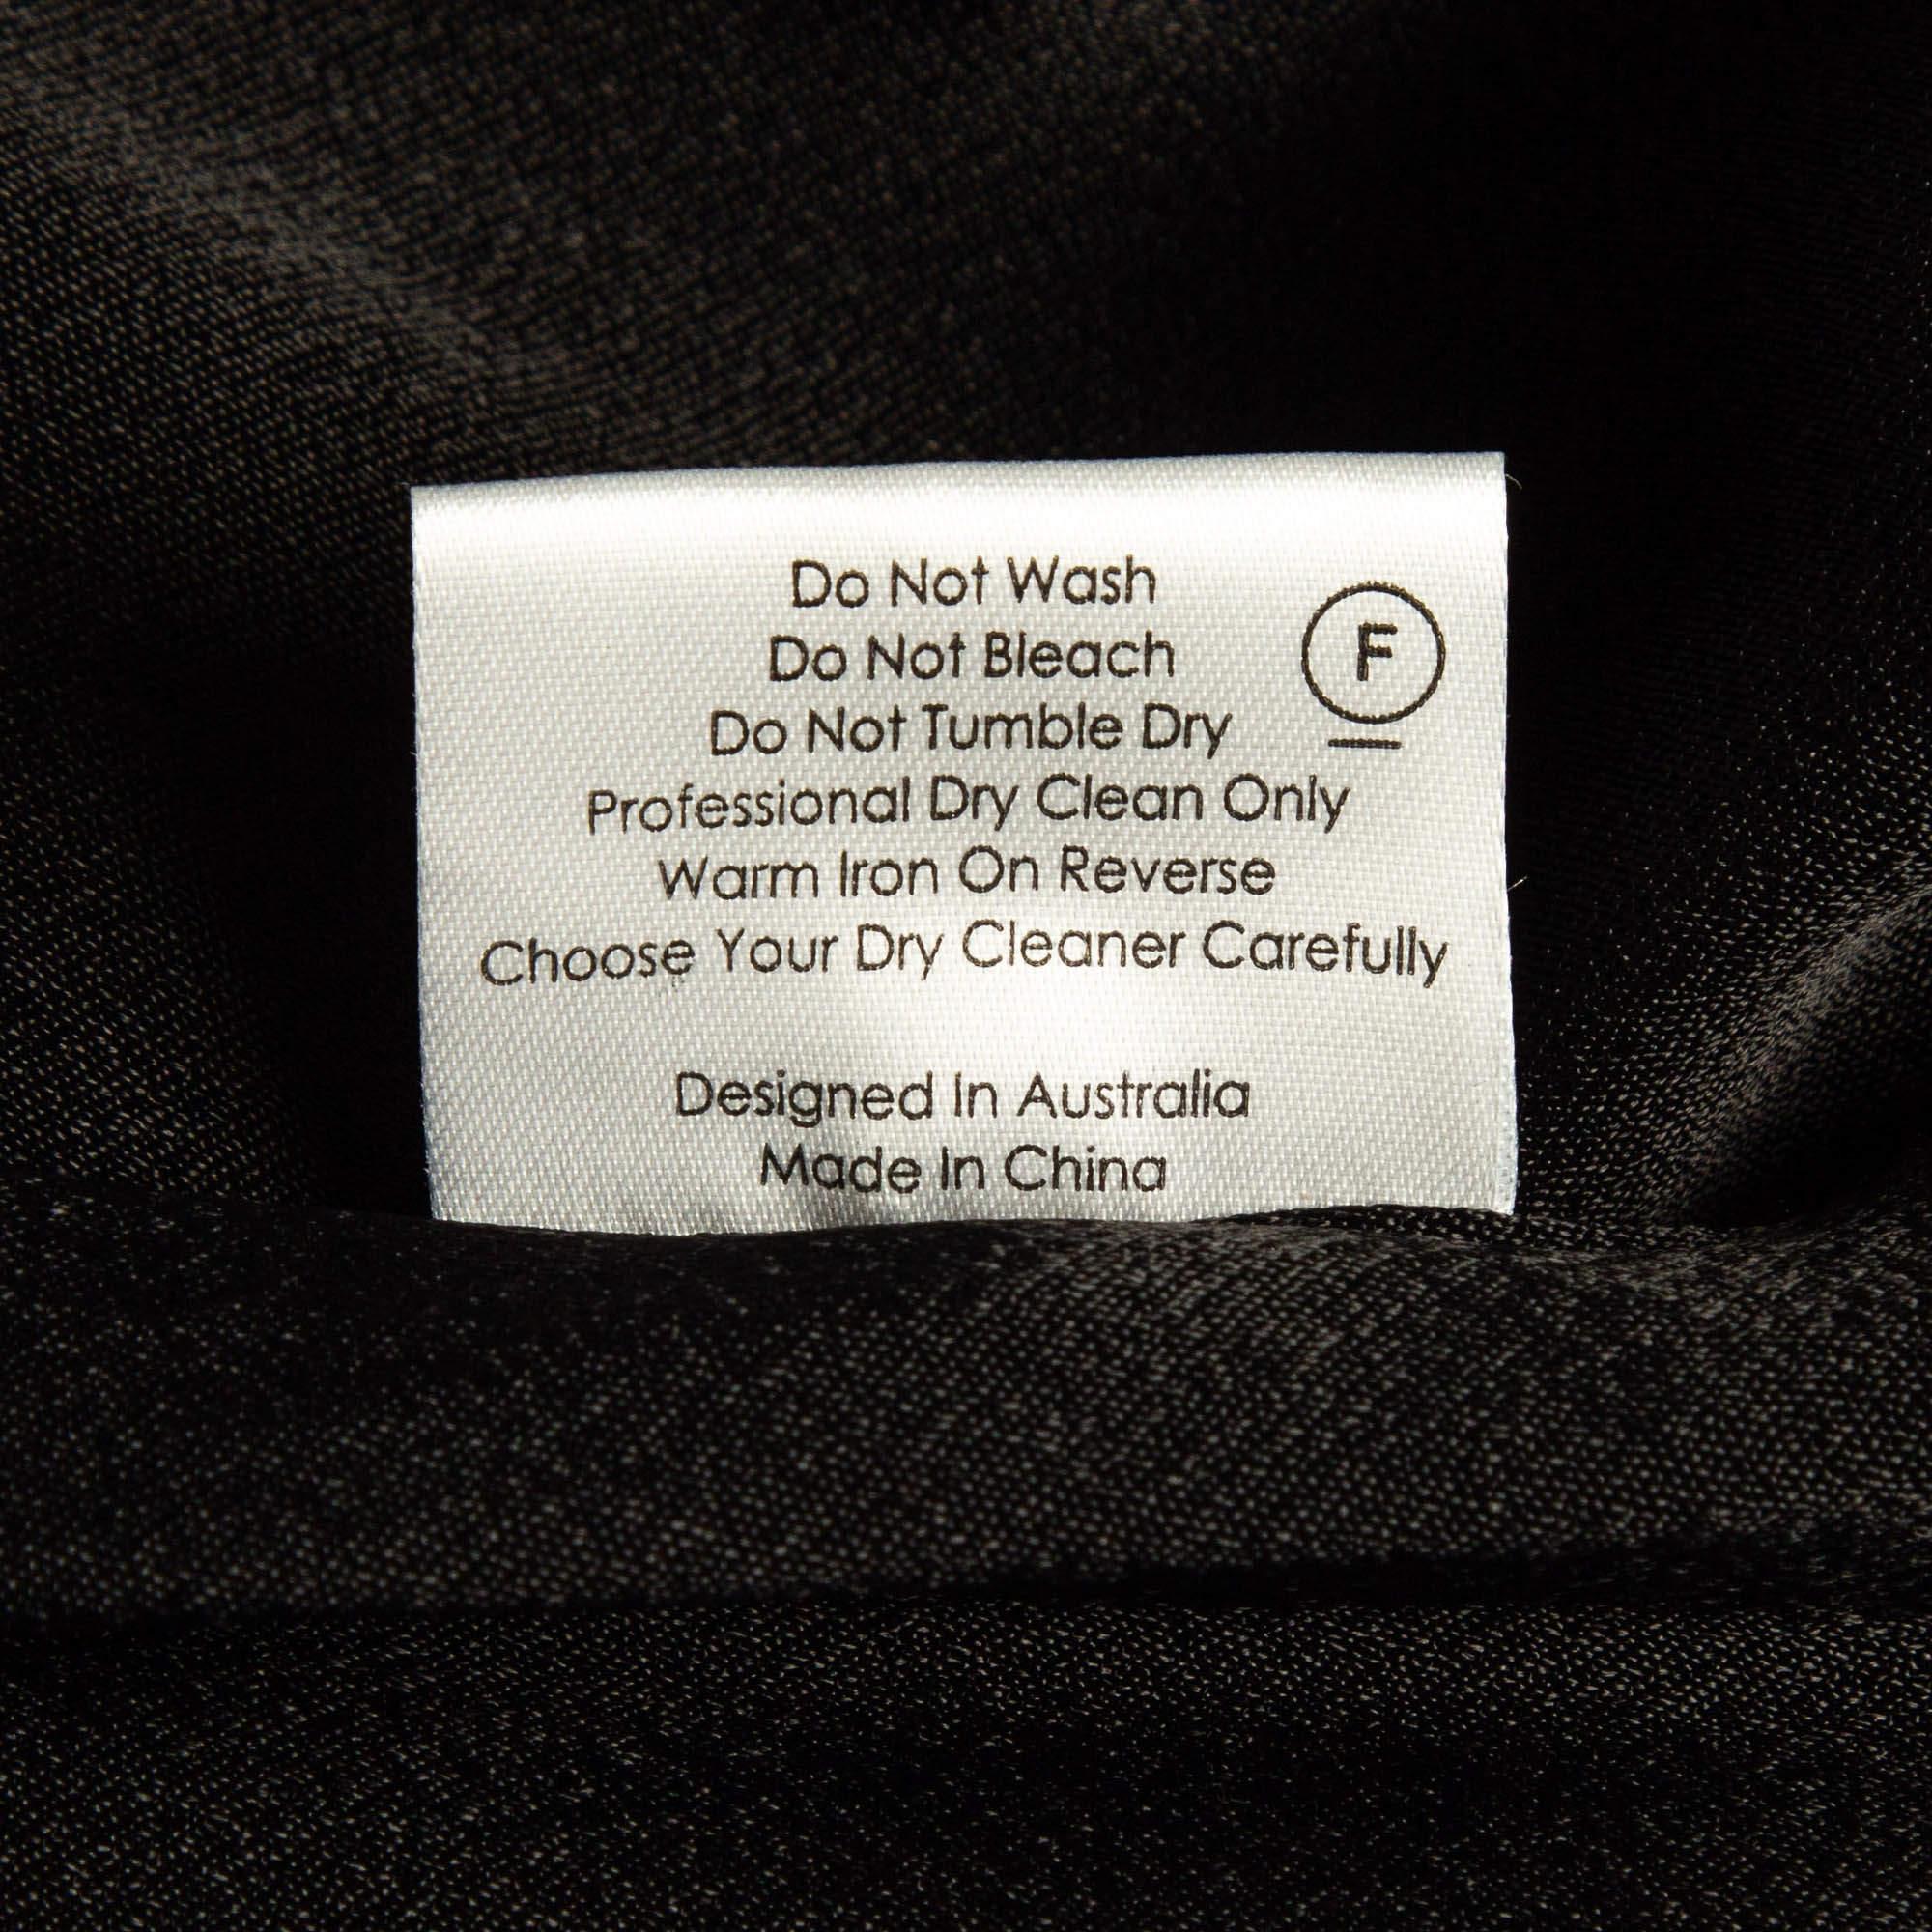 Do Not Wash
Do Not Bleach
F
Do Not Tumble Dry
Professional Dry Clean Only
Warm Iron On Reverse
Choose Your Dry Cleaner Carefully
Designed In Australia
Made In China